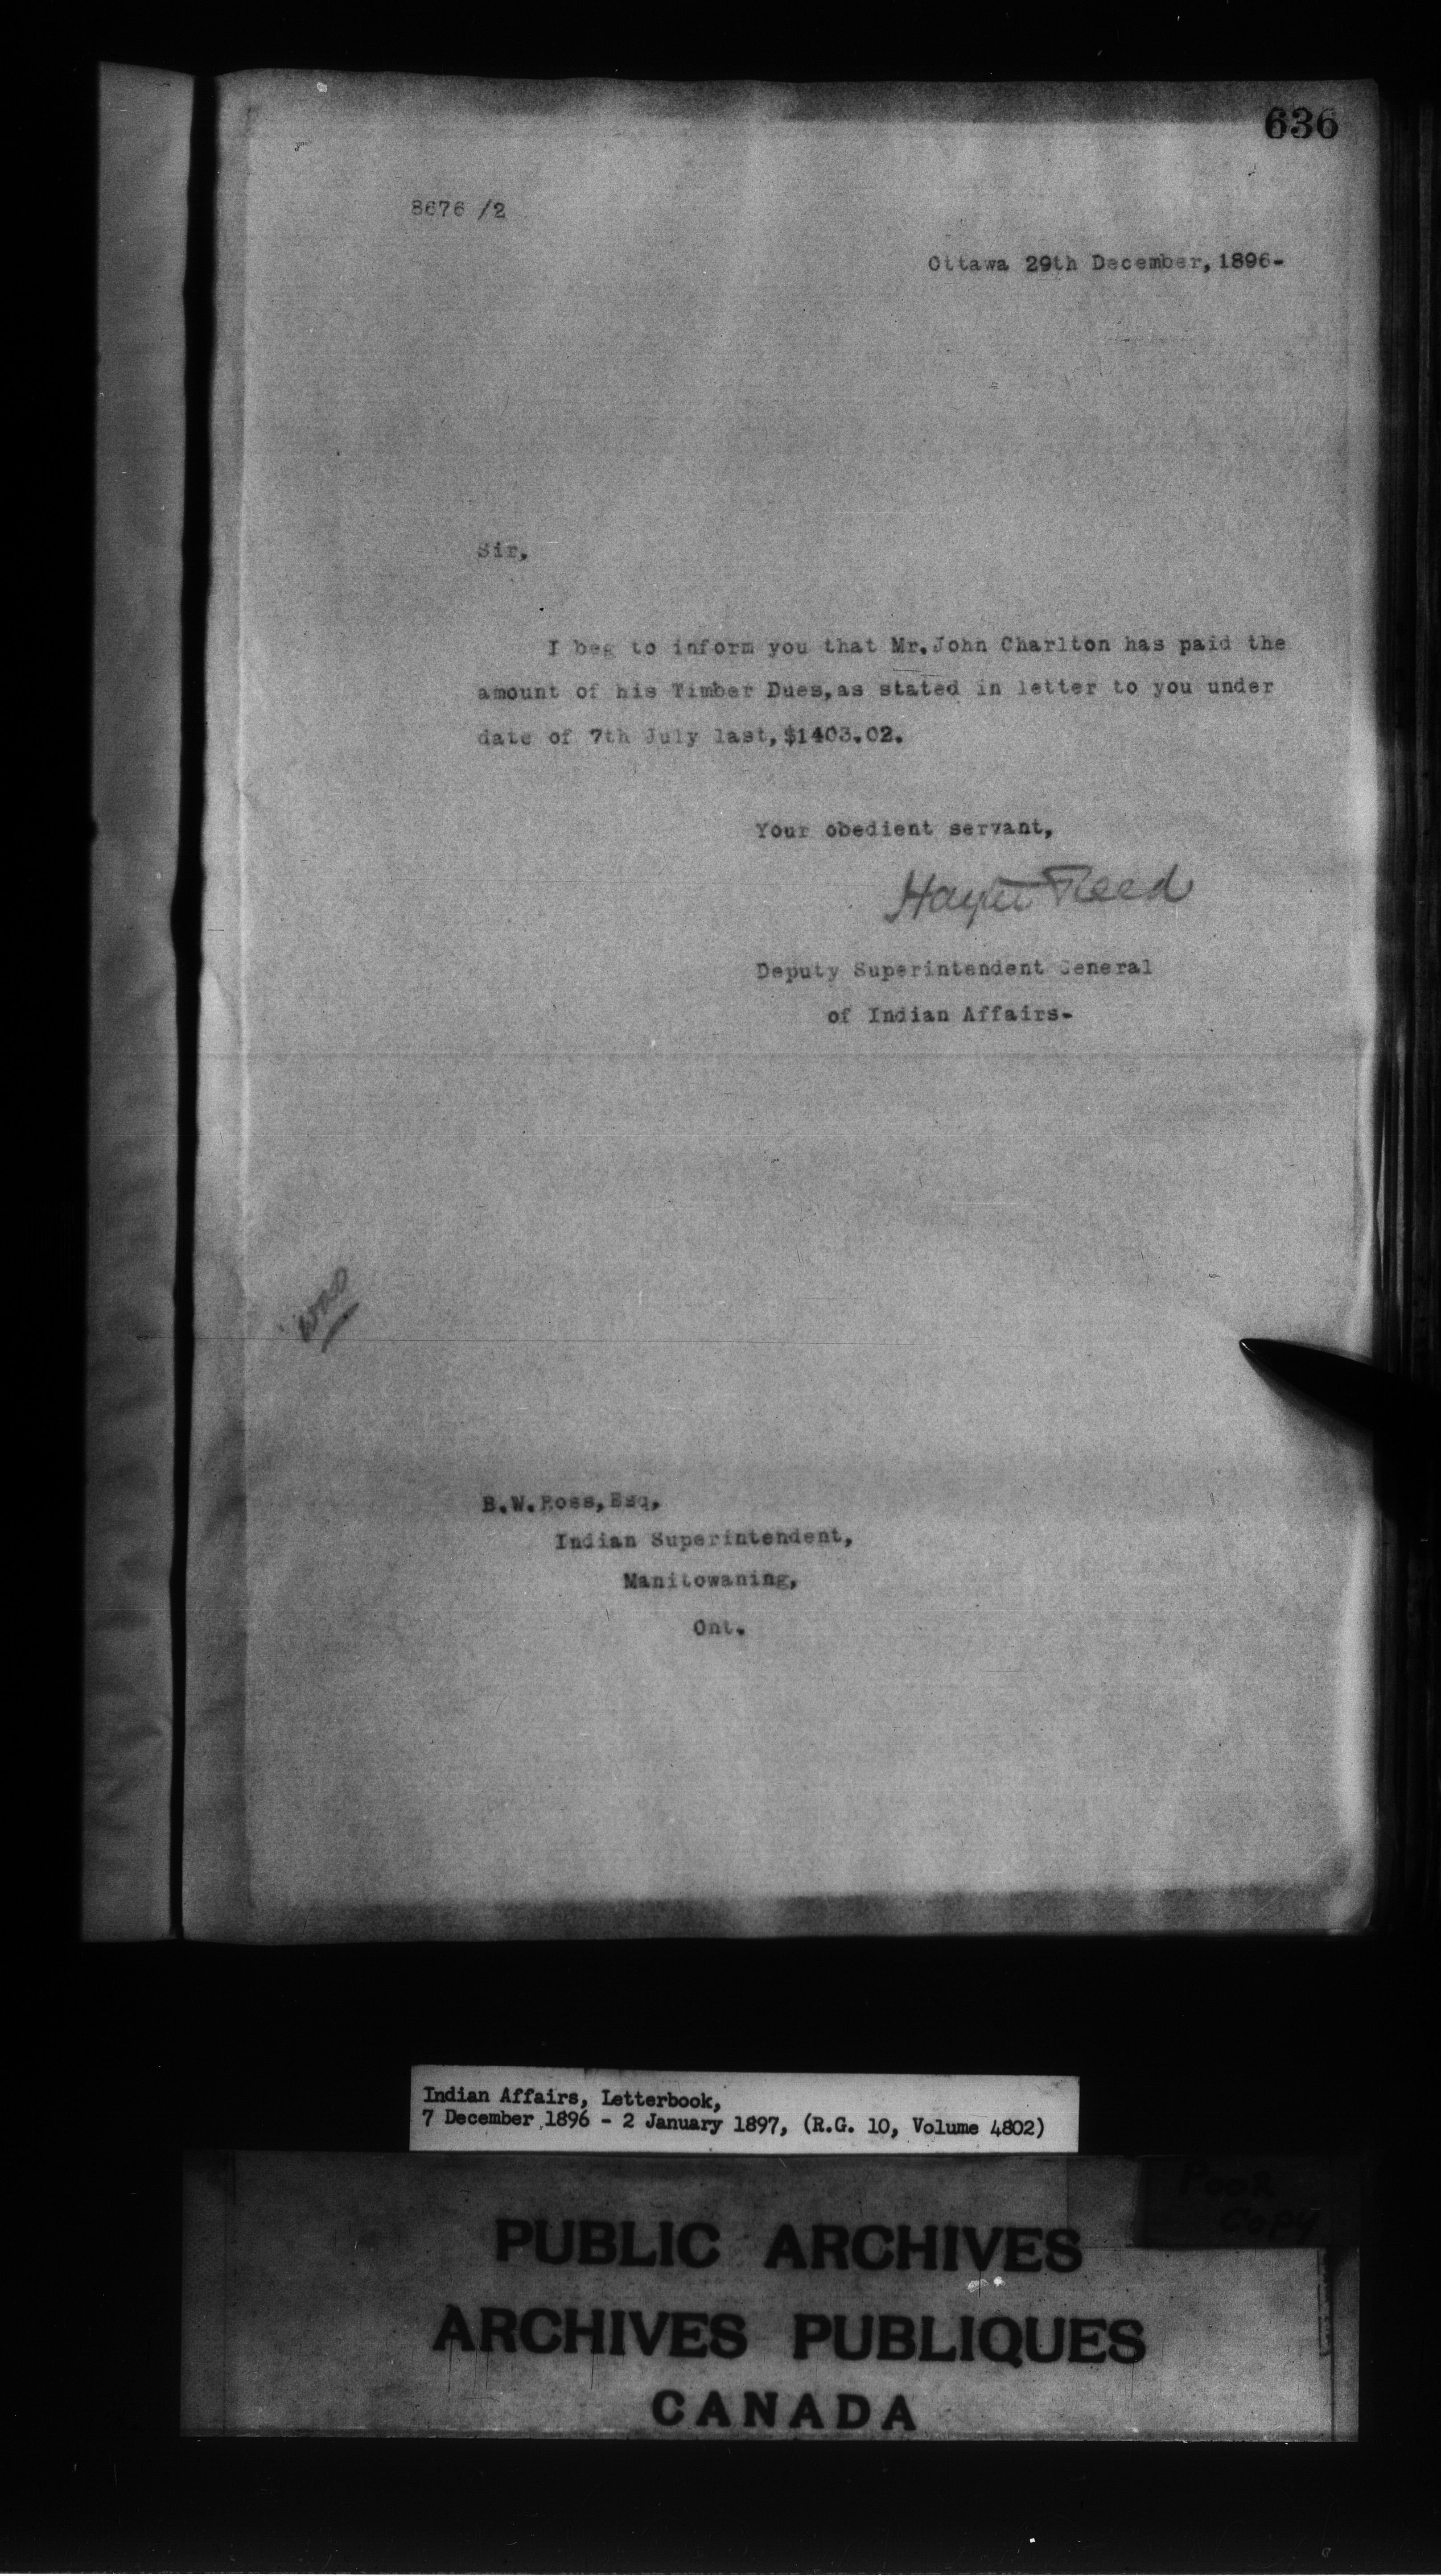 636
8676 /2
Ottawa 29th December, 1896-
Sir,
I beg to inform you that Mr. John Charlton has paid the
amount of his Timber Dues, as stated in letter to you under
date of 7th July last, $1403.02.
Your obedient servant,
Hayter Reed
Deputy Superintendent General
of Indian Affairs-
B.W. Ross, Esq,
Indian Superintendent,
Manitowaning,
Ont.
Indian Affairs, Letterbook,
7 December 1896 - 2 January 1897, (R.G. 10, Volume 4802)
Poor
Copy
PUBLIC ARCHIVES
ARCHIVES PUBLIQUES
CANADA